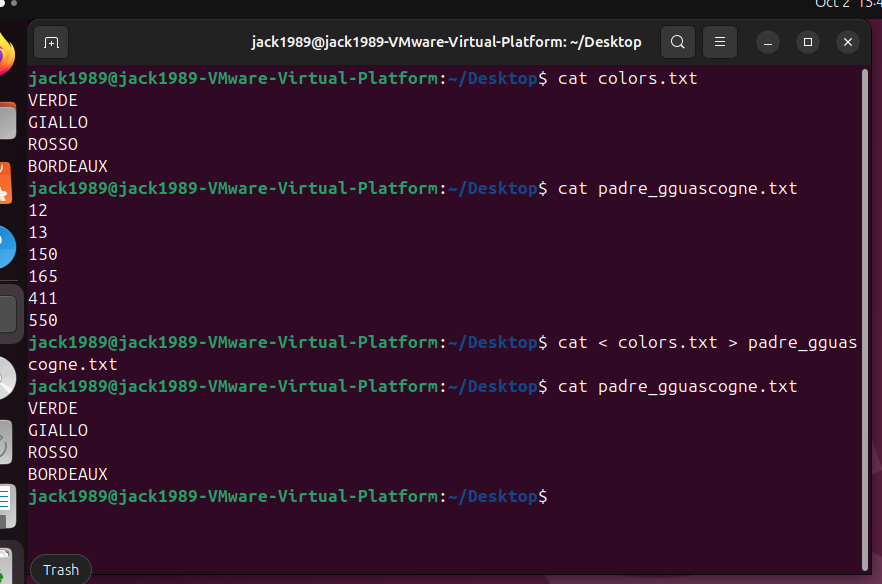 Oct 2
jack1989@jack1989-VMware-Virtual-Platform: ~/Desktop
jack1989@jack1989-VMware-Virtual-Platform:~/Desktop$ cat colors.txt
VERDE
GIALLO
ROSSO
BORDEAUX
jack1989@jack1989-VMware-Virtual-Platform:~/Desktop$ cat padre_gguascogne.txt
12
13
150
165
411
550
jack1989@jack1989-VMware-Virtual-Platform:~/Desktop$ cat < colors.txt > padre_gguas
cogne.txt
jack1989@jack1989-VMware-Virtual-Platform:~/Desktop$ cat padre_gguascogne.txt
VERDE
GIALLO
ROSSO
BORDEAUX
jack1989@jack1989-VMware-Virtual-Platform:~/Desktop$
Trash